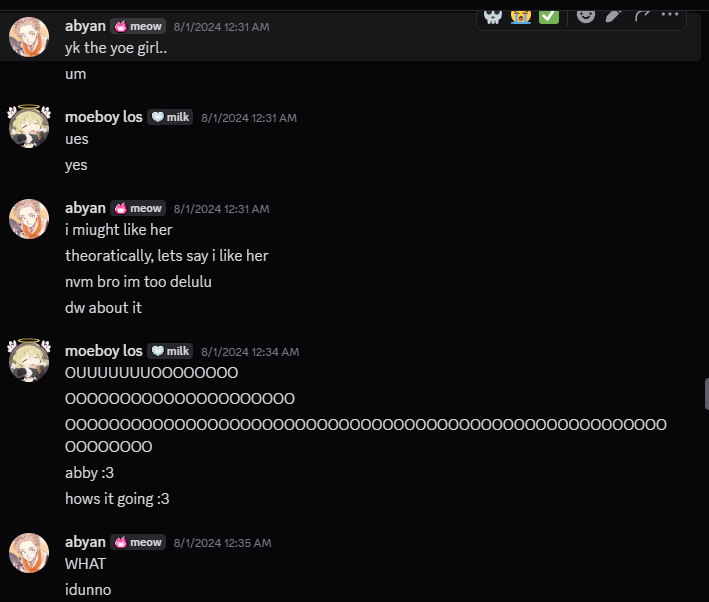 abyan meow 8/1/2024 12:31 AM
yk the yoe girl..
um
moeboy los milk 8/1/2024 12:31 AM
ues
yes
abyan meow 8/1/2024 12:31 AM
i miught like her
theoratically, lets say i like her
nvm bro im too delulu
dw about it
moeboy los milk 8/1/2024 12:34 AM
OUUUUUUUOOOOOOOO
OOOOOOOOOOOOOOOOOOOOO
OOOOOOOOOOOOOOOOOOOOOOOOOOOOOOOOOOOOOOOOOOOOOOOOOOOOOOO
OOOOOOOO
abby :3
hows it going :3
abyan meow 8/1/2024 12:35 AM
WHAT
idunno